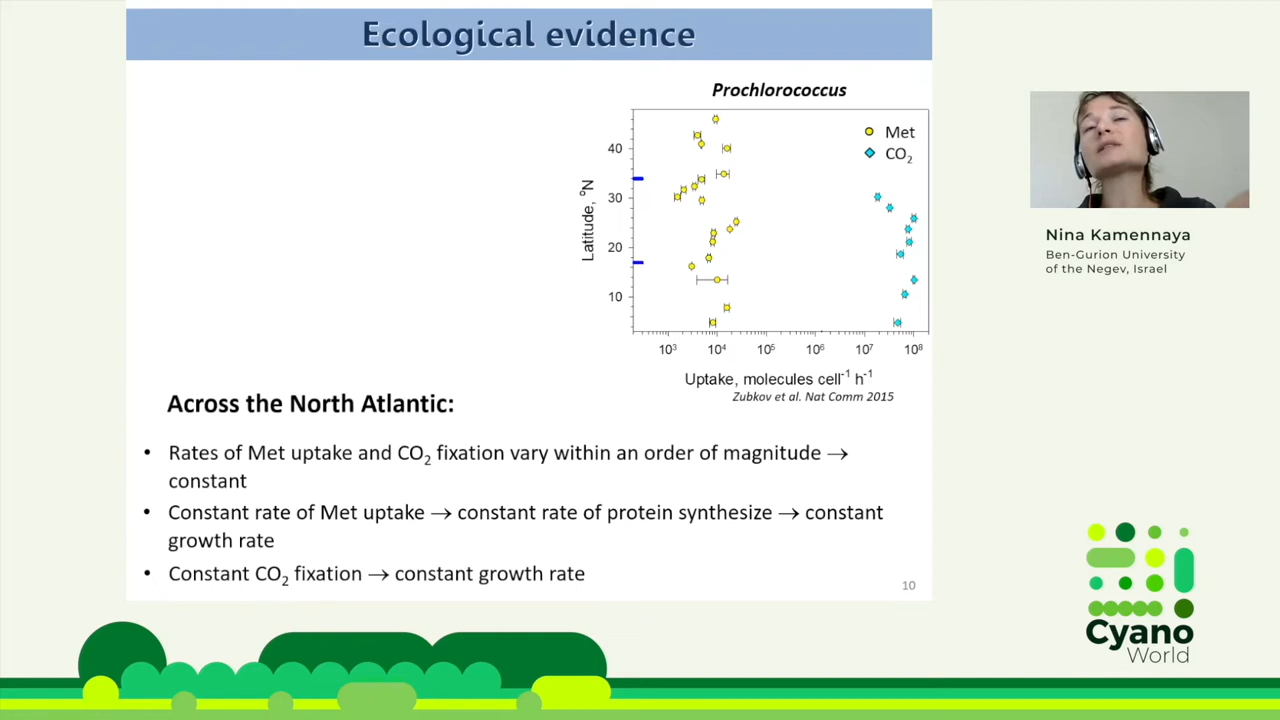 Ecological evidence
Prochlorococcus
Met
CO2
40
30
20
10
Latitude, ºN
10³ 10⁴ 10⁵ 10⁶ 10⁷ 10⁸
Uptake, molecules cell⁻¹ h⁻¹
Zubkov et al. Nat Comm 2015
Across the North Atlantic:
• Rates of Met uptake and CO2 fixation vary within an order of magnitude →
constant
• Constant rate of Met uptake → constant rate of protein synthesize → constant
growth rate
• Constant CO2 fixation → constant growth rate
10
Nina Kamennaya
Ben-Gurion University
of the Negev, Israel
Cyano
World